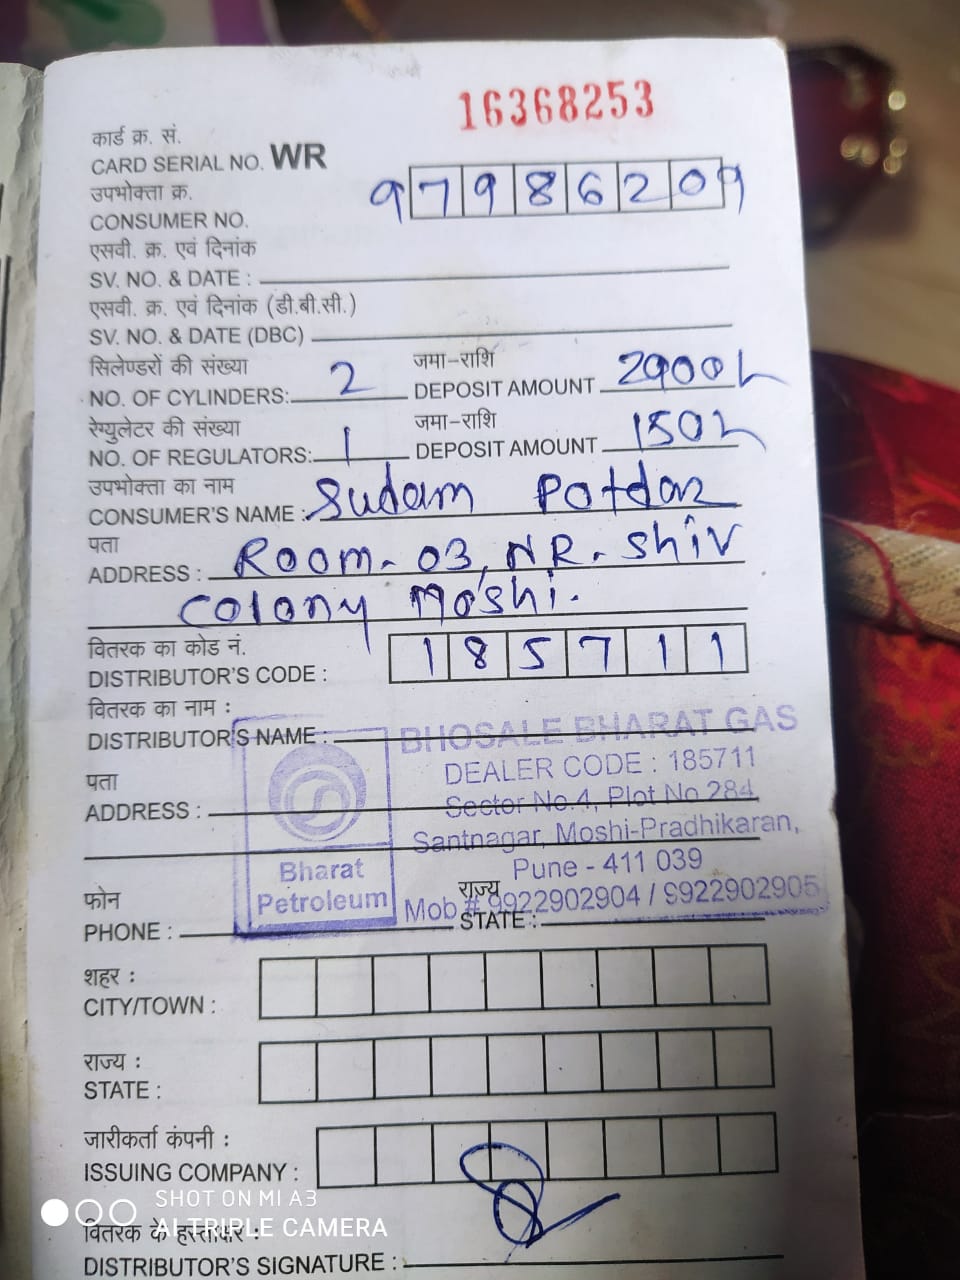 16368253
कार्ड क्र. सं.
CARD SERIAL NO. WR
उपभोक्ता क्र.
97986209
CONSUMER NO.
एसवी. क्र. एवं दिनांक
SV. NO. & DATE :
एसवी. क्र. एवं दिनांक (डी.बी.सी.)
SV. NO. & DATE (DBC)
सिलेण्डरों की संख्या जमा-राशि
NO. OF CYLINDERS: 2 DEPOSIT AMOUNT 2900
रेग्युलेटर की संख्या जमा-राशि
NO. OF REGULATORS: 1 DEPOSIT AMOUNT 150
उपभोक्ता का नाम
CONSUMER'S NAME : Sudam Potdar
पता
ADDRESS : Room- 03, NR. Shiv
Colony Moshi.
वितरक का कोड नं.
DISTRIBUTOR'S CODE : 185711
वितरक का नाम :
DISTRIBUTOR'S NAME : BHOSALE BHARAT GAS
DEALER CODE : 185711
पता
ADDRESS : Sector No.4, Plot No.284,
Santnagar, Moshi-Pradhikaran,
Bharat Pune - 411 039
Petroleum Mob # 9922902904 / 9922902905
फोन राज्य
PHONE : STATE :
शहर :
CITY/TOWN :
राज्य :
STATE :
जारीकर्ता कंपनी :
ISSUING COMPANY :
SHOT ON MI A3
AI TRIPLE CAMERA
वितरक के हस्ताक्षर :
DISTRIBUTOR'S SIGNATURE :